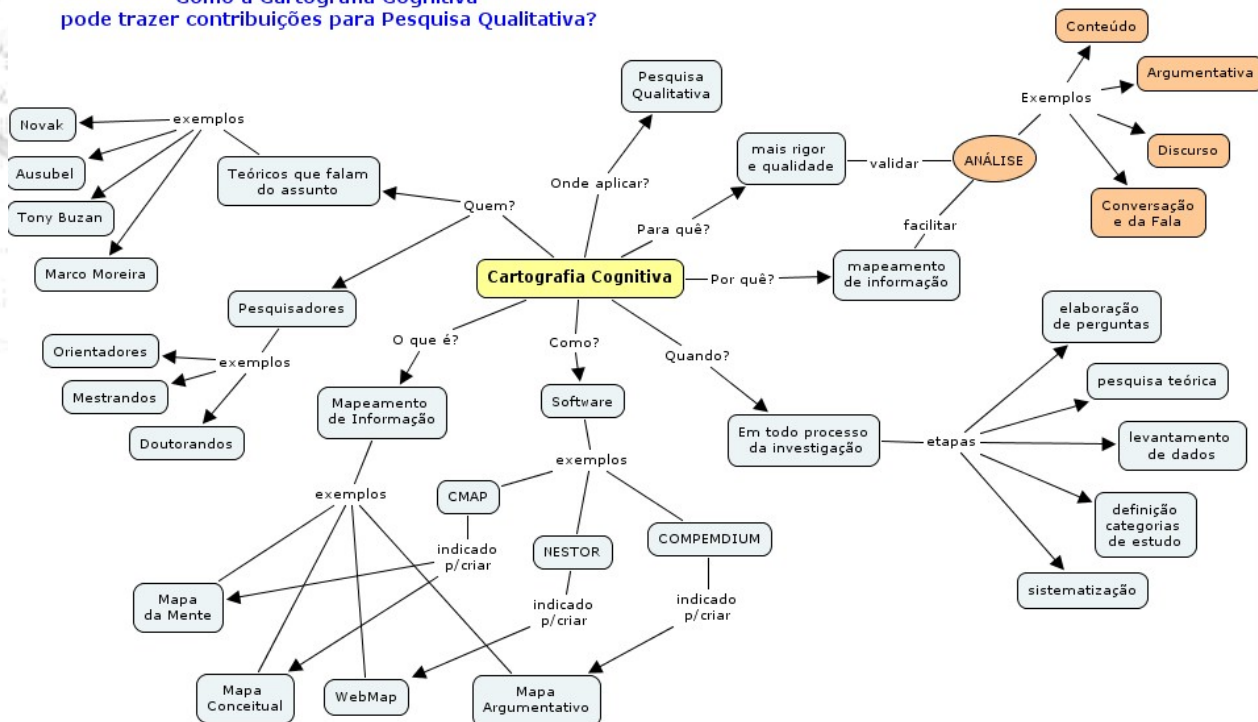 Como a Cartografia Cognitiva
pode trazer contribuições para Pesquisa Qualitativa?
Conteúdo
Argumentativa
Exemplos
Discurso
Conversação
e da Fala
ANÁLISE
validar
facilitar
Pesquisa
Qualitativa
mais rigor
e qualidade
Onde aplicar?
Para quê?
Por quê?
mapeamento
de informação
exemplos
Novak
Ausubel
Tony Buzan
Marco Moreira
Teóricos que falam
do assunto
Quem?
Cartografia Cognitiva
Pesquisadores
exemplos
Orientadores
Mestrandos
Doutorandos
O que é?
Como?
Quando?
Mapeamento
de Informação
Software
Em todo processo
da investigação
etapas
elaboração
de perguntas
pesquisa teórica
levantamento
de dados
definição
categorias
de estudo
sistematização
exemplos
exemplos
CMAP
NESTOR
COMPEMDIUM
indicado
p/criar
indicado
p/criar
indicado
p/criar
Mapa
da Mente
Mapa
Conceitual
WebMap
Mapa
Argumentativo